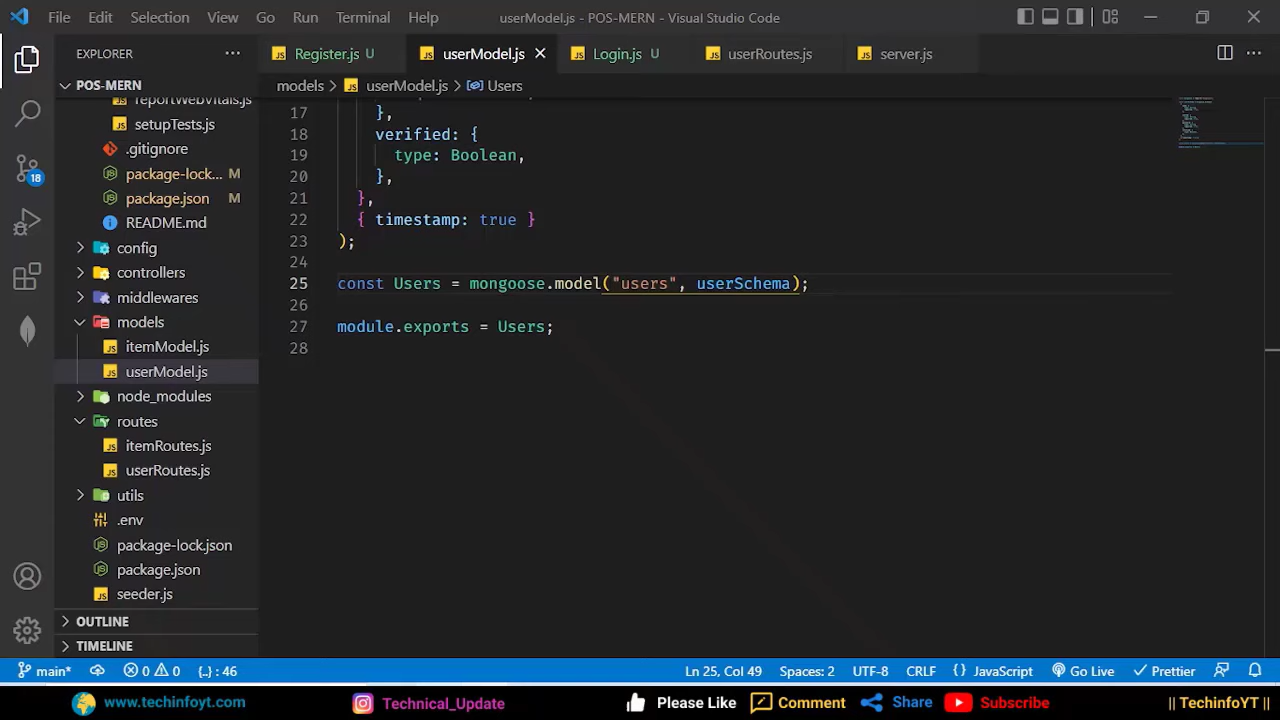 File Edit Selection View Go Run Terminal Help userModel.js - POS-MERN - Visual Studio Code
EXPLORER
Register.js U userModel.js Login.js U userRoutes.js server.js
POS-MERN
models > userModel.js > Users
reportWebVitals.js
setupTests.js
.gitignore
package-lock... M
package.json M
README.md
config
controllers
middlewares
models
itemModel.js
userModel.js
node_modules
routes
itemRoutes.js
userRoutes.js
utils
.env
package-lock.json
package.json
seeder.js
OUTLINE
TIMELINE
18
17 },
18 verified: {
19 type: Boolean,
20 },
21 },
22 { timestamp: true }
23 );
24
25 const Users = mongoose.model("users", userSchema);
26
27 module.exports = Users;
28
main* 0 0 {..} : 46 Ln 25, Col 49 Spaces: 2 UTF-8 CRLF {} JavaScript Go Live Prettier
www.techinfoyt.com Technical_Update Please Like Comment Share Subscribe || TechinfoYT ||